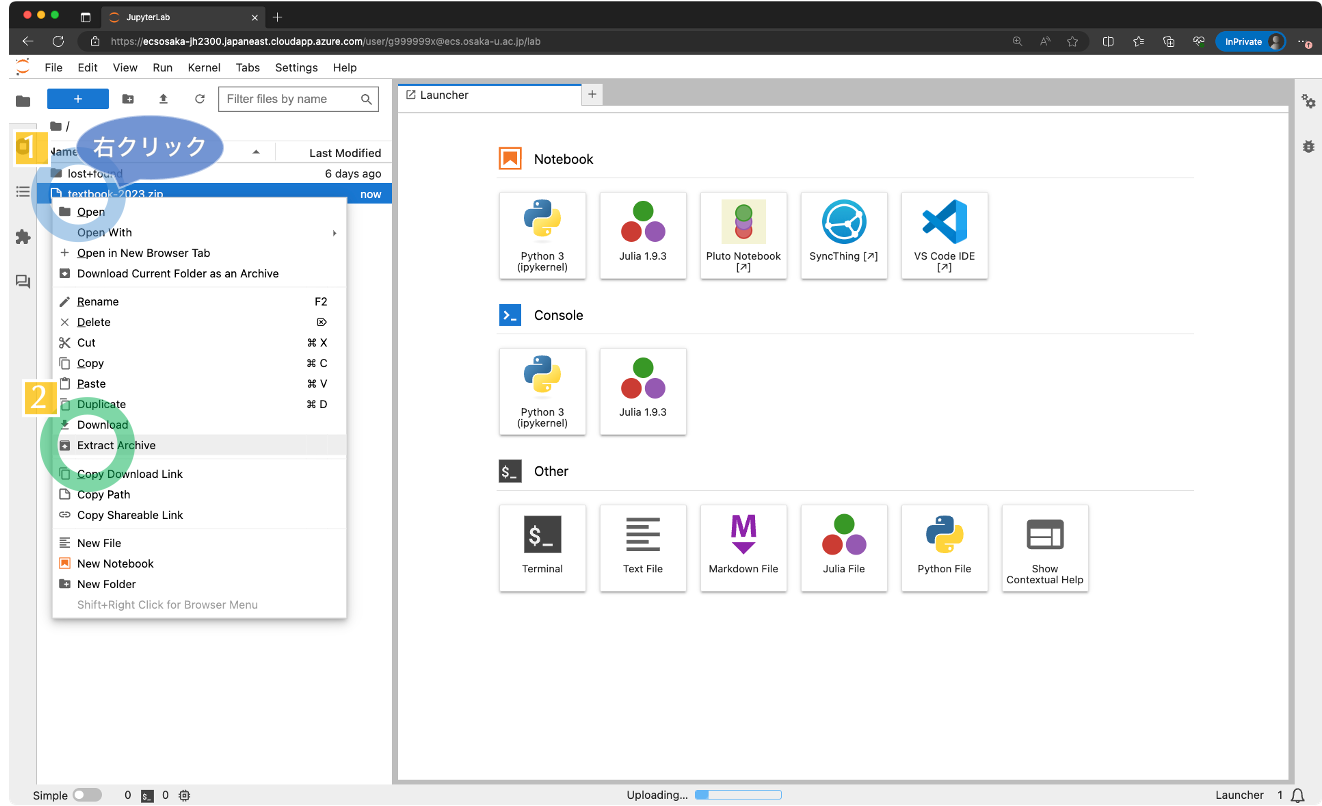 JupyterLab
https://ecsosaka-jh2300.japaneast.cloudapp.azure.com/user/g999999x@ecs.osaka-u.ac.jp/lab
InPrivate
File Edit View Run Kernel Tabs Settings Help
+
Filter files by name
Launcher
/
1
右クリック
Name
Last Modified
lost+found
6 days ago
textbook-2023.zip
now
Open
Open With
Open in New Browser Tab
Download Current Folder as an Archive
Rename F2
Delete
Cut ⌘ X
Copy ⌘ C
Paste ⌘ V
2
Duplicate ⌘ D
Download
Extract Archive
Copy Download Link
Copy Path
Copy Shareable Link
New File
New Notebook
New Folder
Shift+Right Click for Browser Menu
Notebook
Python 3
(ipykernel)
Julia 1.9.3
Pluto Notebook
[↗]
SyncThing [↗]
VS Code IDE
[↗]
Console
Python 3
(ipykernel)
Julia 1.9.3
$_ Other
$_
Terminal
Text File
M
Markdown File
Julia File
Python File
Show
Contextual Help
Simple 0 $_ 0
Uploading...
Launcher 1